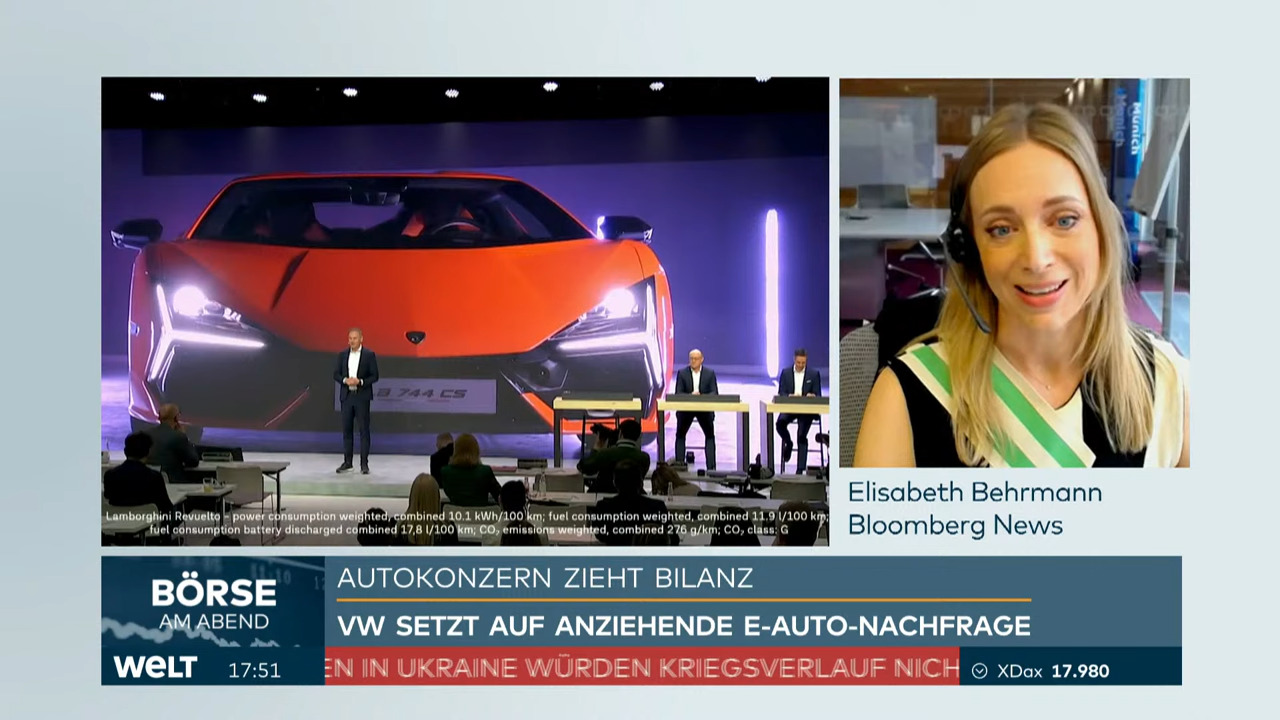 Munich
B 744 CS
Lamborghini Revuelto – power consumption weighted, combined 10.1 kWh/100 km; fuel consumption weighted, combined 11.9 l/100 km;
fuel consumption battery discharged combined 17,8 l/100 km; CO₂ emissions weighted, combined 276 g/km; CO₂ class: G
Elisabeth Behrmann
Bloomberg News
BÖRSE
AM ABEND
AUTOKONZERN ZIEHT BILANZ
VW SETZT AUF ANZIEHENDE E-AUTO-NACHFRAGE
welt 17:51
EN IN UKRAINE WÜRDEN KRIEGSVERLAUF NICH
XDax 17.980